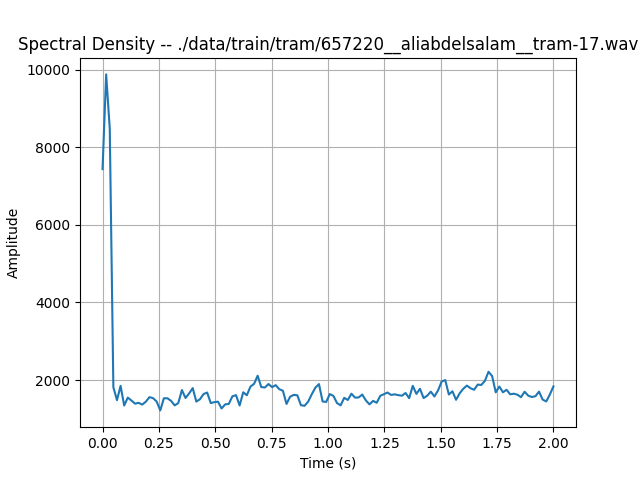 Spectral Density -- ./data/train/tram/657220__aliabdelsalam__tram-17.wav
10000
8000
6000
4000
2000
Amplitude
0.00 0.25 0.50 0.75 1.00 1.25 1.50 1.75 2.00
Time (s)